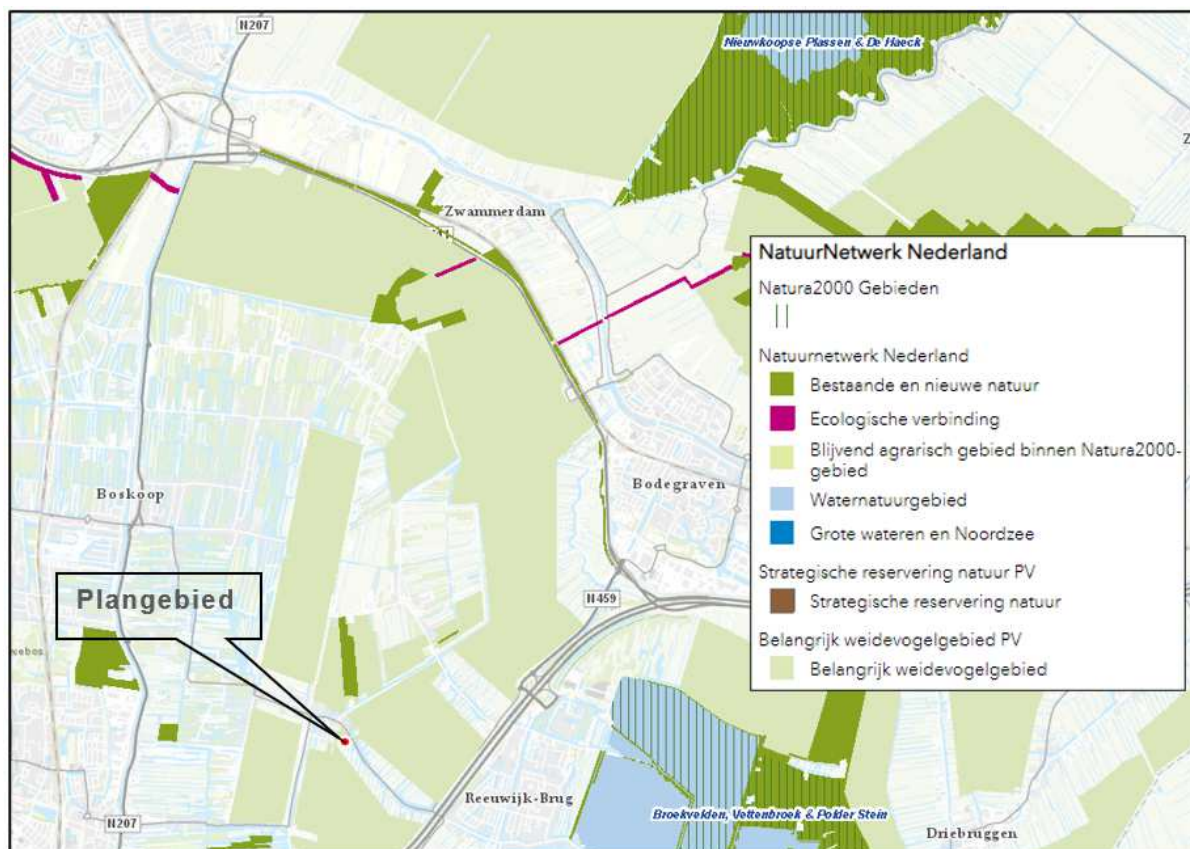 N207
Nieuwkoopse Plassen & De Haeck
Zwammerdam
NatuurNetwerk Nederland
Natura2000 Gebieden
Natuurnetwerk Nederland
Bestaande en nieuwe natuur
Ecologische verbinding
Blijvend agrarisch gebied binnen Natura2000-
gebied
Waternatuurgebied
Grote wateren en Noordzee
Strategische reservering natuur PV
Strategische reservering natuur
Belangrijk weidevogelgebied PV
Belangrijk weidevogelgebied
Bodegraven
Boskoop
Plangebied
N459
Reeuwijk-Brug
N207
Broekvelden, Vettenbroek & Polder Stein
Driebruggen